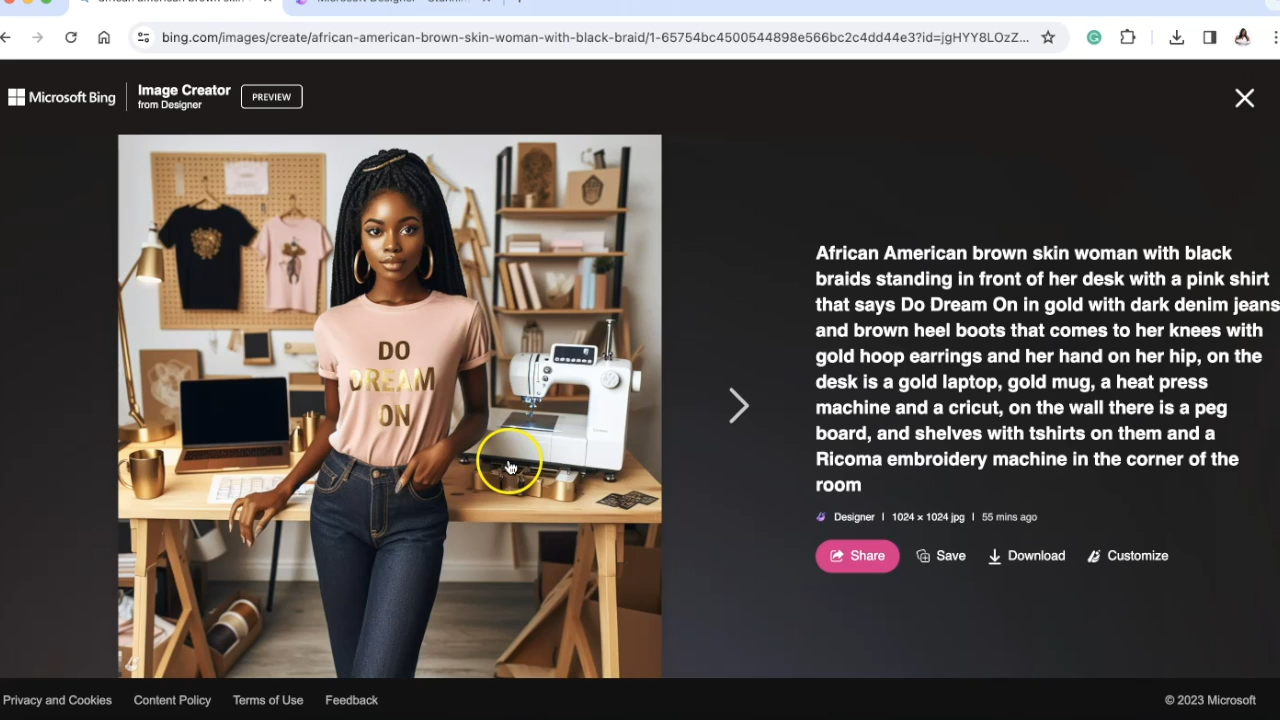 Microsoft Designer - Stunnin
bing.com/images/create/african-american-brown-skin-woman-with-black-braid/1-65754bc4500544898e566bc2c4dd44e3?id=jgHYY8LOzZ...
Microsoft Bing
Image Creator
from Designer
PREVIEW
DO
DREAM
ON
African American brown skin woman with black
braids standing in front of her desk with a pink shirt
that says Do Dream On in gold with dark denim jeans
and brown heel boots that comes to her knees with
gold hoop earrings and her hand on her hip, on the
desk is a gold laptop, gold mug, a heat press
machine and a cricut, on the wall there is a peg
board, and shelves with tshirts on them and a
Ricoma embroidery machine in the corner of the
room
Designer | 1024 × 1024 jpg | 55 mins ago
Share Save Download Customize
Privacy and Cookies Content Policy Terms of Use Feedback © 2023 Microsoft